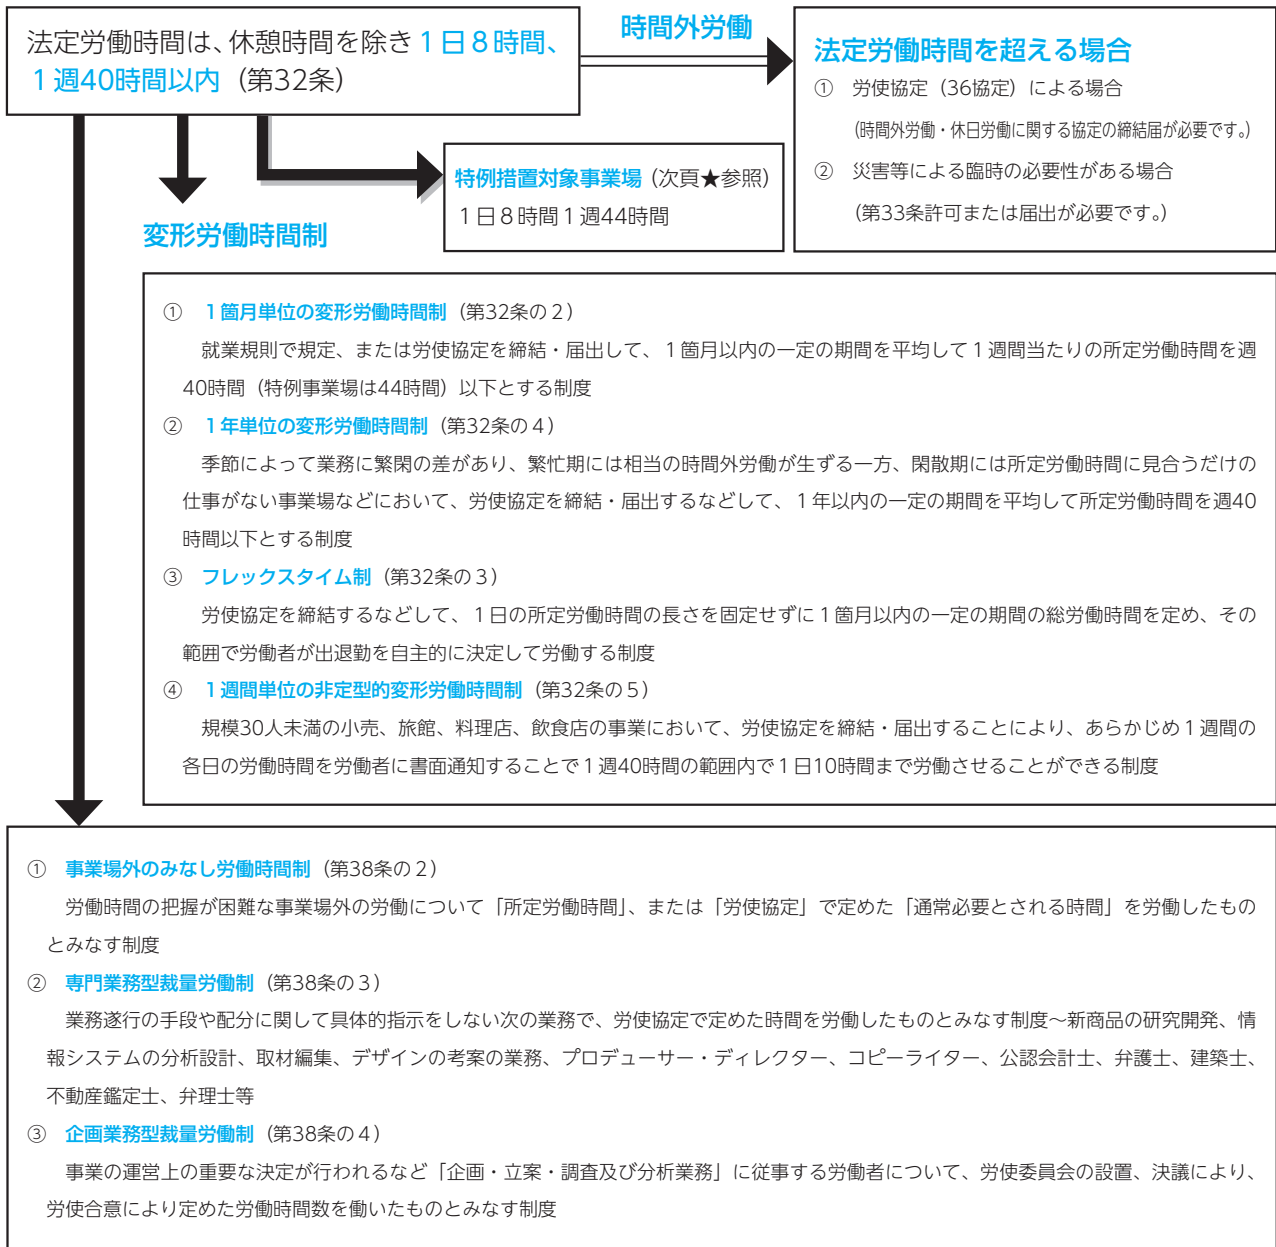 法定労働時間は、休憩時間を除き１日８時間、
１週40時間以内（第32条）
時間外労働
法定労働時間を超える場合
① 労使協定（36協定）による場合
（時間外労働・休日労働に関する協定の締結届が必要です。）
② 災害等による臨時の必要性がある場合
（第33条許可または届出が必要です。）
特例措置対象事業場（次頁★参照）
１日８時間１週44時間
変形労働時間制
① １箇月単位の変形労働時間制（第32条の２）
就業規則で規定、または労使協定を締結・届出して、１箇月以内の一定の期間を平均して１週間当たりの所定労働時間を週
40時間（特例事業場は44時間）以下とする制度
② １年単位の変形労働時間制（第32条の４）
季節によって業務に繁閑の差があり、繁忙期には相当の時間外労働が生ずる一方、閑散期には所定労働時間に見合うだけの
仕事がない事業場などにおいて、労使協定を締結・届出するなどして、１年以内の一定の期間を平均して所定労働時間を週40
時間以下とする制度
③ フレックスタイム制（第32条の３）
労使協定を締結するなどして、１日の所定労働時間の長さを固定せずに１箇月以内の一定の期間の総労働時間を定め、その
範囲で労働者が出退勤を自主的に決定して労働する制度
④ １週間単位の非定型的変形労働時間制（第32条の５）
規模30人未満の小売、旅館、料理店、飲食店の事業において、労使協定を締結・届出することにより、あらかじめ１週間の
各日の労働時間を労働者に書面通知することで１週40時間の範囲内で１日10時間まで労働させることができる制度
① 事業場外のみなし労働時間制（第38条の２）
労働時間の把握が困難な事業場外の労働について「所定労働時間」、または「労使協定」で定めた「通常必要とされる時間」を労働したもの
とみなす制度
② 専門業務型裁量労働制（第38条の３）
業務遂行の手段や配分に関して具体的指示をしない次の業務で、労使協定で定めた時間を労働したものとみなす制度～新商品の研究開発、情
報システムの分析設計、取材編集、デザインの考案の業務、プロデューサー・ディレクター、コピーライター、公認会計士、弁護士、建築士、
不動産鑑定士、弁理士等
③ 企画業務型裁量労働制（第38条の４）
事業の運営上の重要な決定が行われるなど「企画・立案・調査及び分析業務」に従事する労働者について、労使委員会の設置、決議により、
労使合意により定めた労働時間数を働いたものとみなす制度